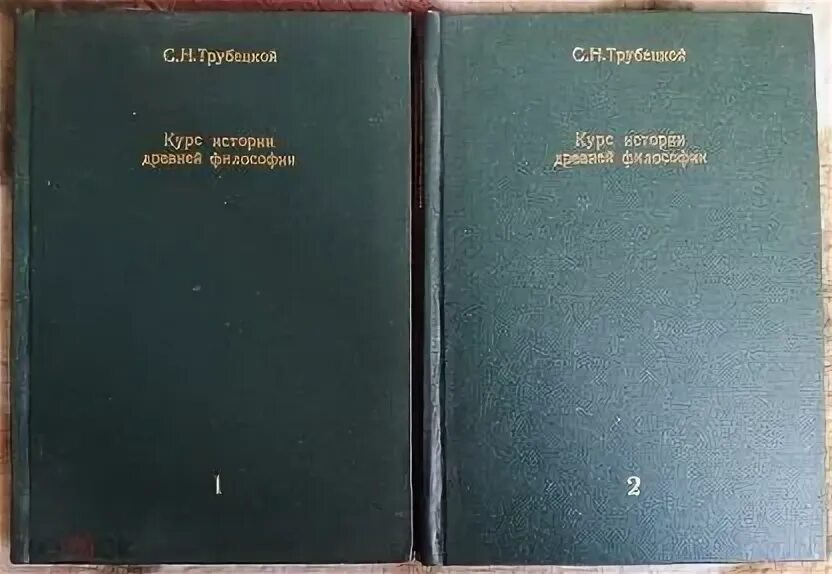 С.Н.Трубецкой
Курс истории
древней философии
1
С.Н.Трубецкой
Курс истории
древней философии
2